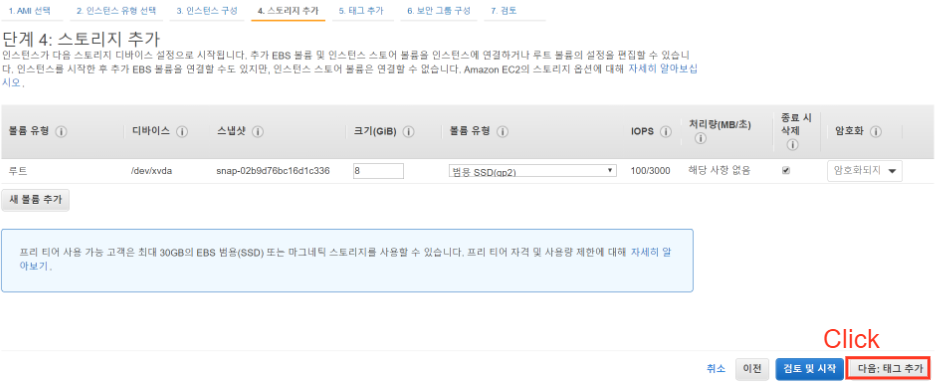 1. AMI 선택 2. 인스턴스 유형 선택 3. 인스턴스 구성 4. 스토리지 추가 5. 태그 추가 6. 보안 그룹 구성 7. 검토
단계 4: 스토리지 추가
인스턴스가 다음 스토리지 디바이스 설정으로 시작됩니다. 추가 EBS 볼륨 및 인스턴스 스토어 볼륨을 인스턴스에 연결하거나 루트 볼륨의 설정을 편집할 수 있습니
다. 인스턴스를 시작한 후 추가 EBS 볼륨을 연결할 수도 있지만, 인스턴스 스토어 볼륨은 연결할 수 없습니다. Amazon EC2의 스토리지 옵션에 대해 자세히 알아보십
시오.
볼륨 유형 디바이스 스냅샷 크기(GiB) 볼륨 유형 IOPS 처리량(MB/초) 종료 시 삭제 암호화
루트 /dev/xvda snap-02b9d76bc16d1c336 8 범용 SSD(gp2) 100/3000 해당 사항 없음 암호화되지
새 볼륨 추가
프리 티어 사용 가능 고객은 최대 30GB의 EBS 범용(SSD) 또는 마그네틱 스토리지를 사용할 수 있습니다. 프리 티어 자격 및 사용량 제한에 대해 자세히 알
아보기.
Click
취소 이전 검토 및 시작 다음: 태그 추가